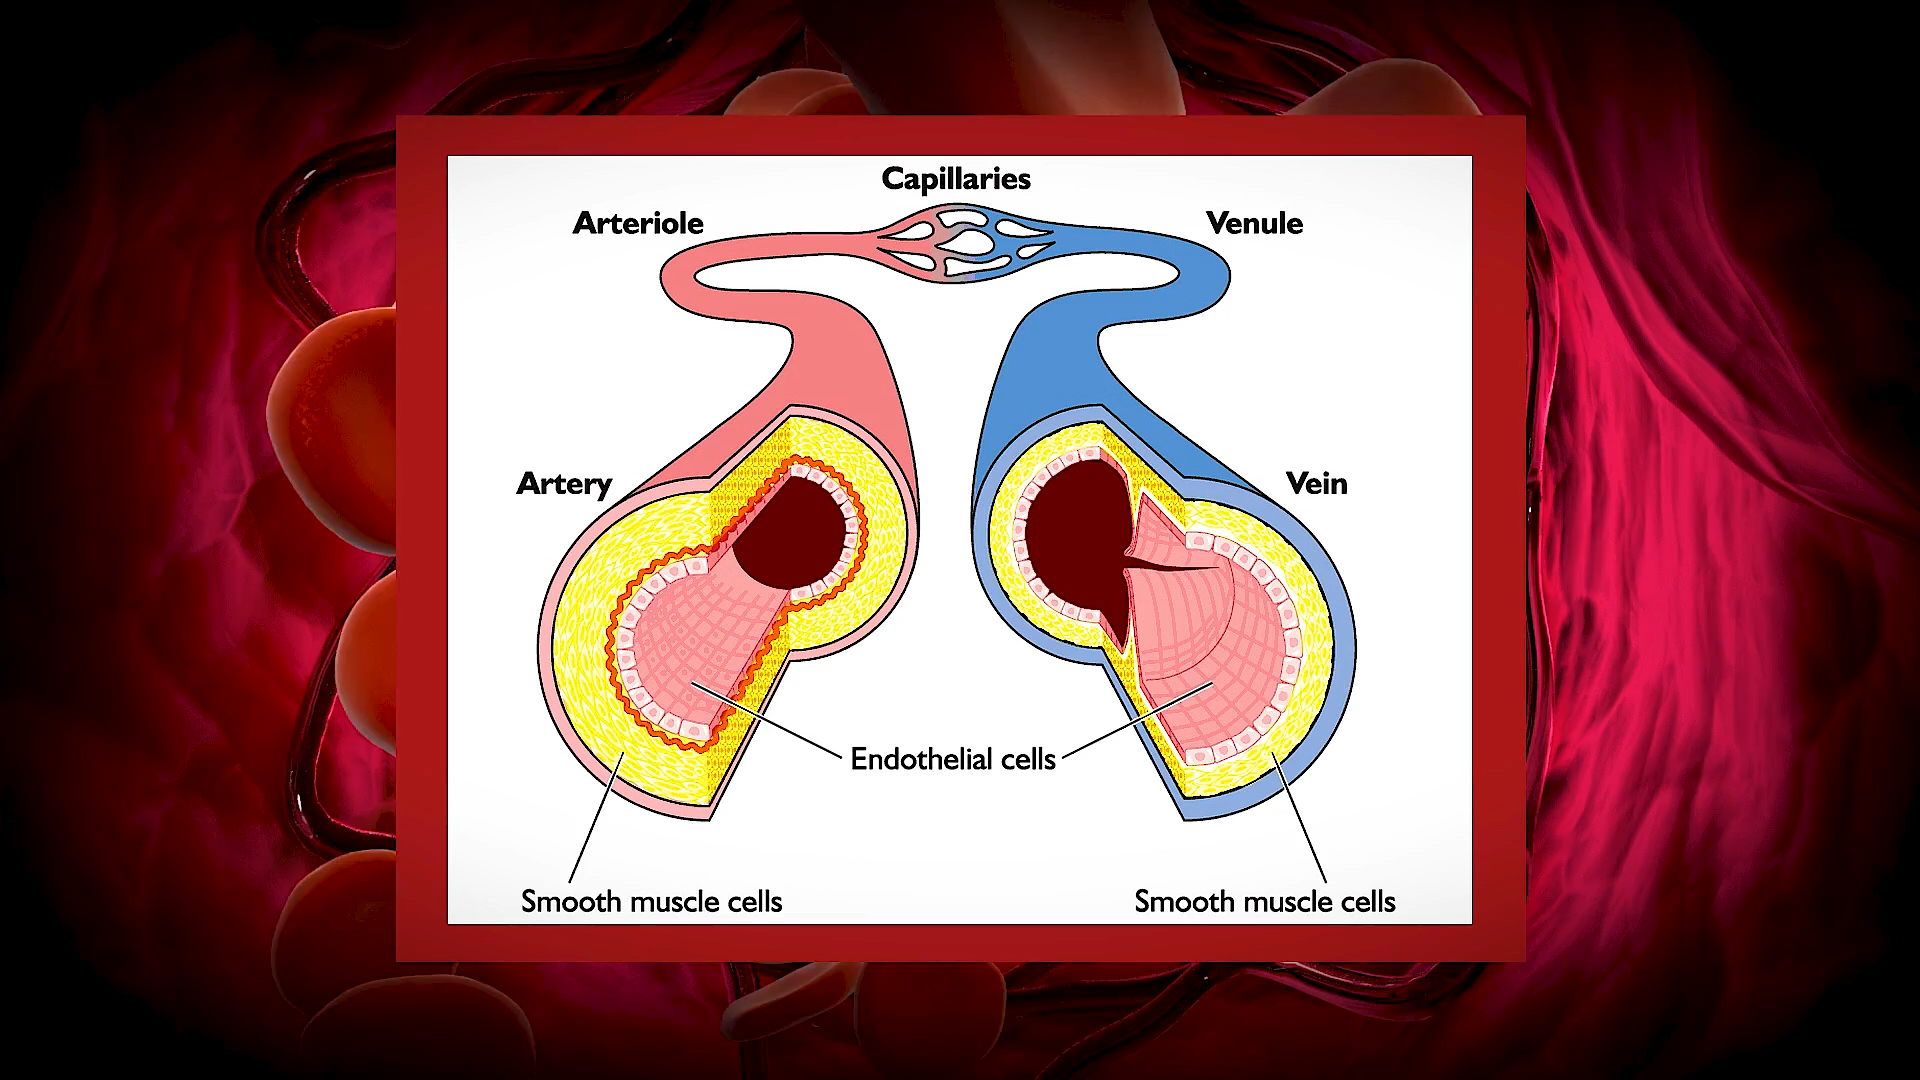 Capillaries
Arteriole
Venule
Artery
Vein
Endothelial cells
Smooth muscle cells
Smooth muscle cells